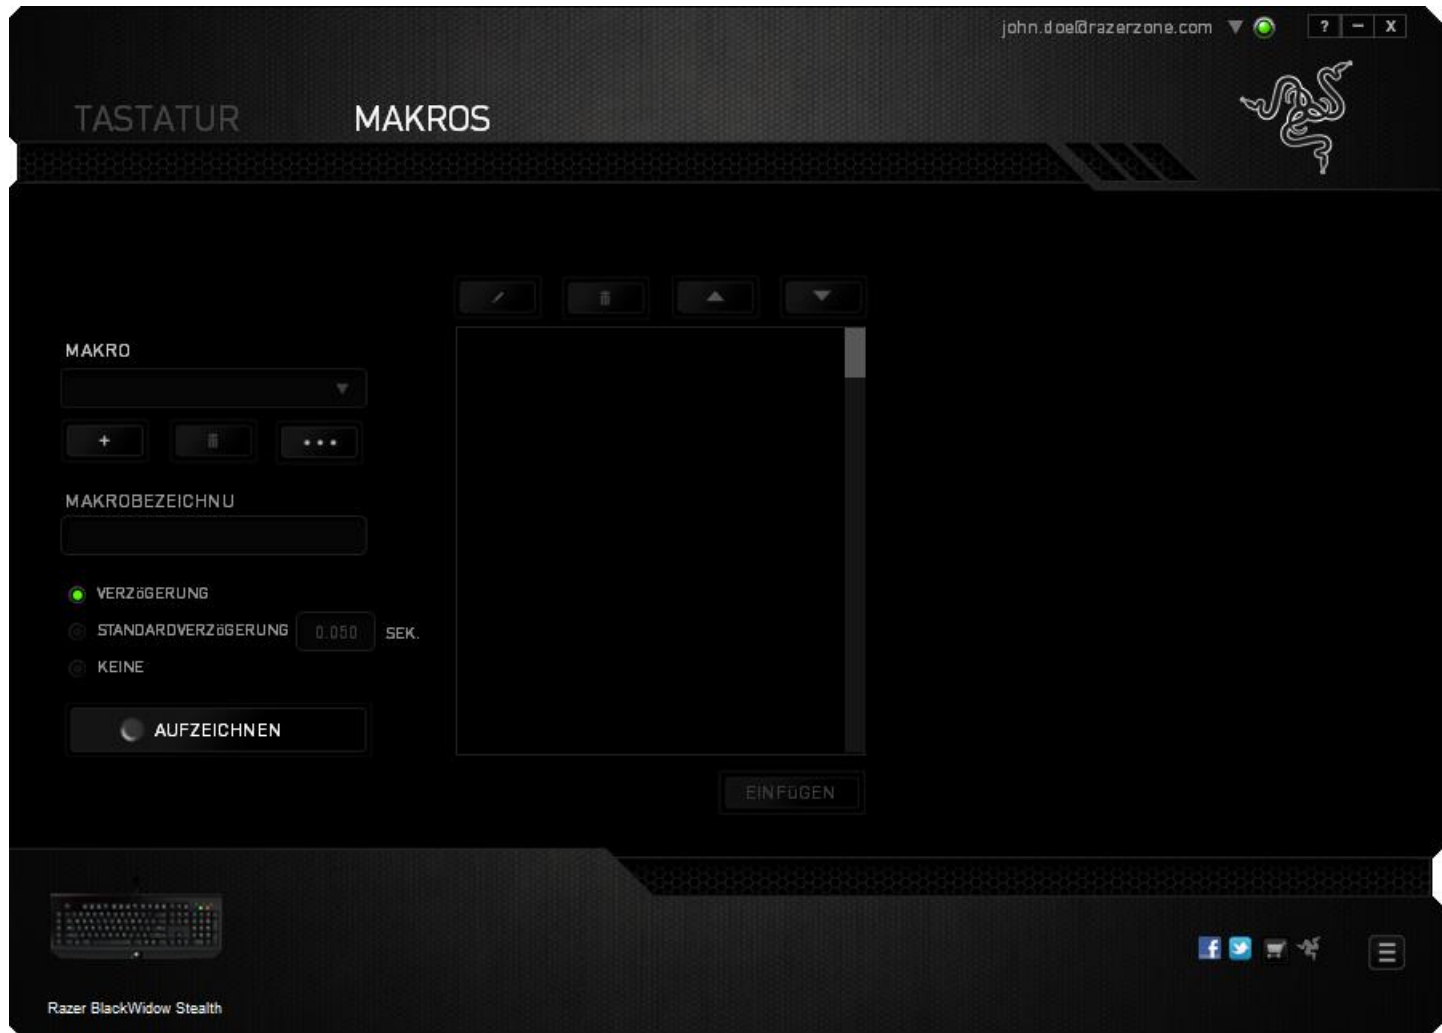 john.doe@razerzone.com ? – X
TASTATUR MAKROS
MAKRO
MAKROBEZEICHNU
VERZöGERUNG
STANDARDVERZöGERUNG 0.050 SEK.
KEINE
AUFZEICHNEN
EINFüGEN
Razer BlackWidow Stealth